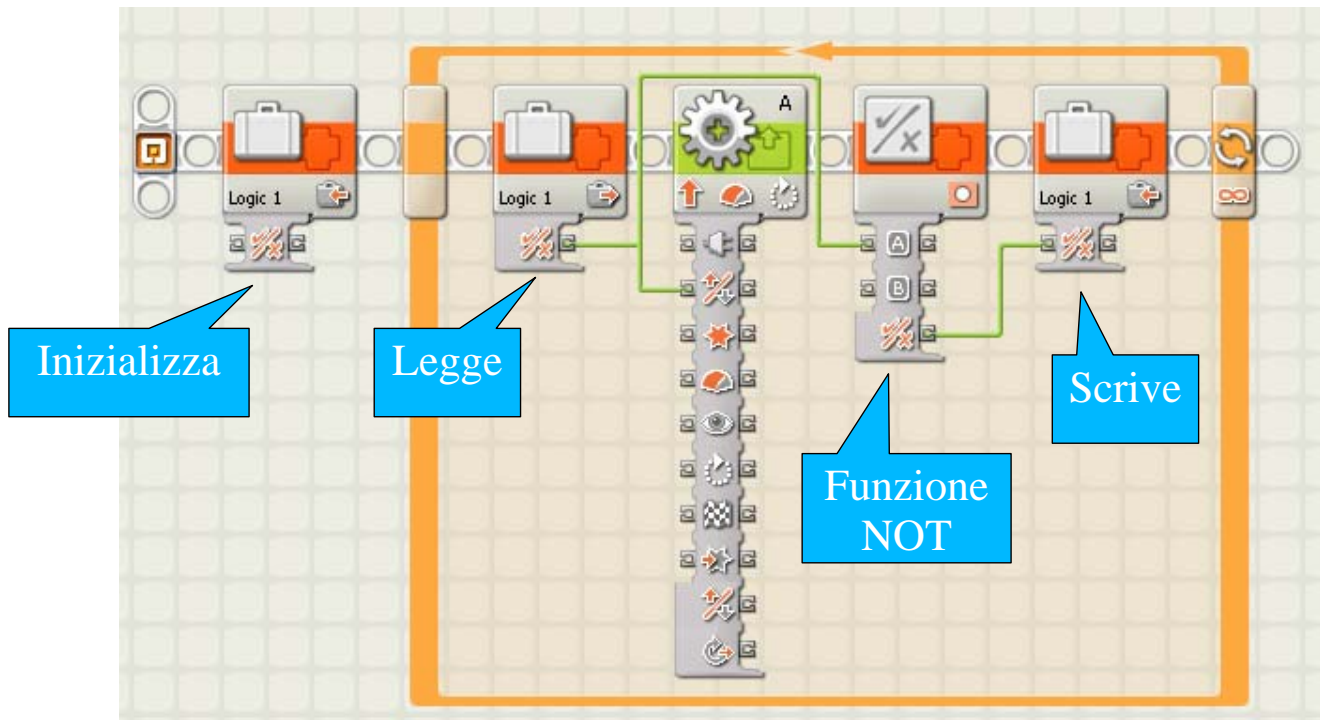 A
Logic 1
Logic 1
Logic 1
A
B
Inizializza
Legge
Scrive
Funzione
NOT